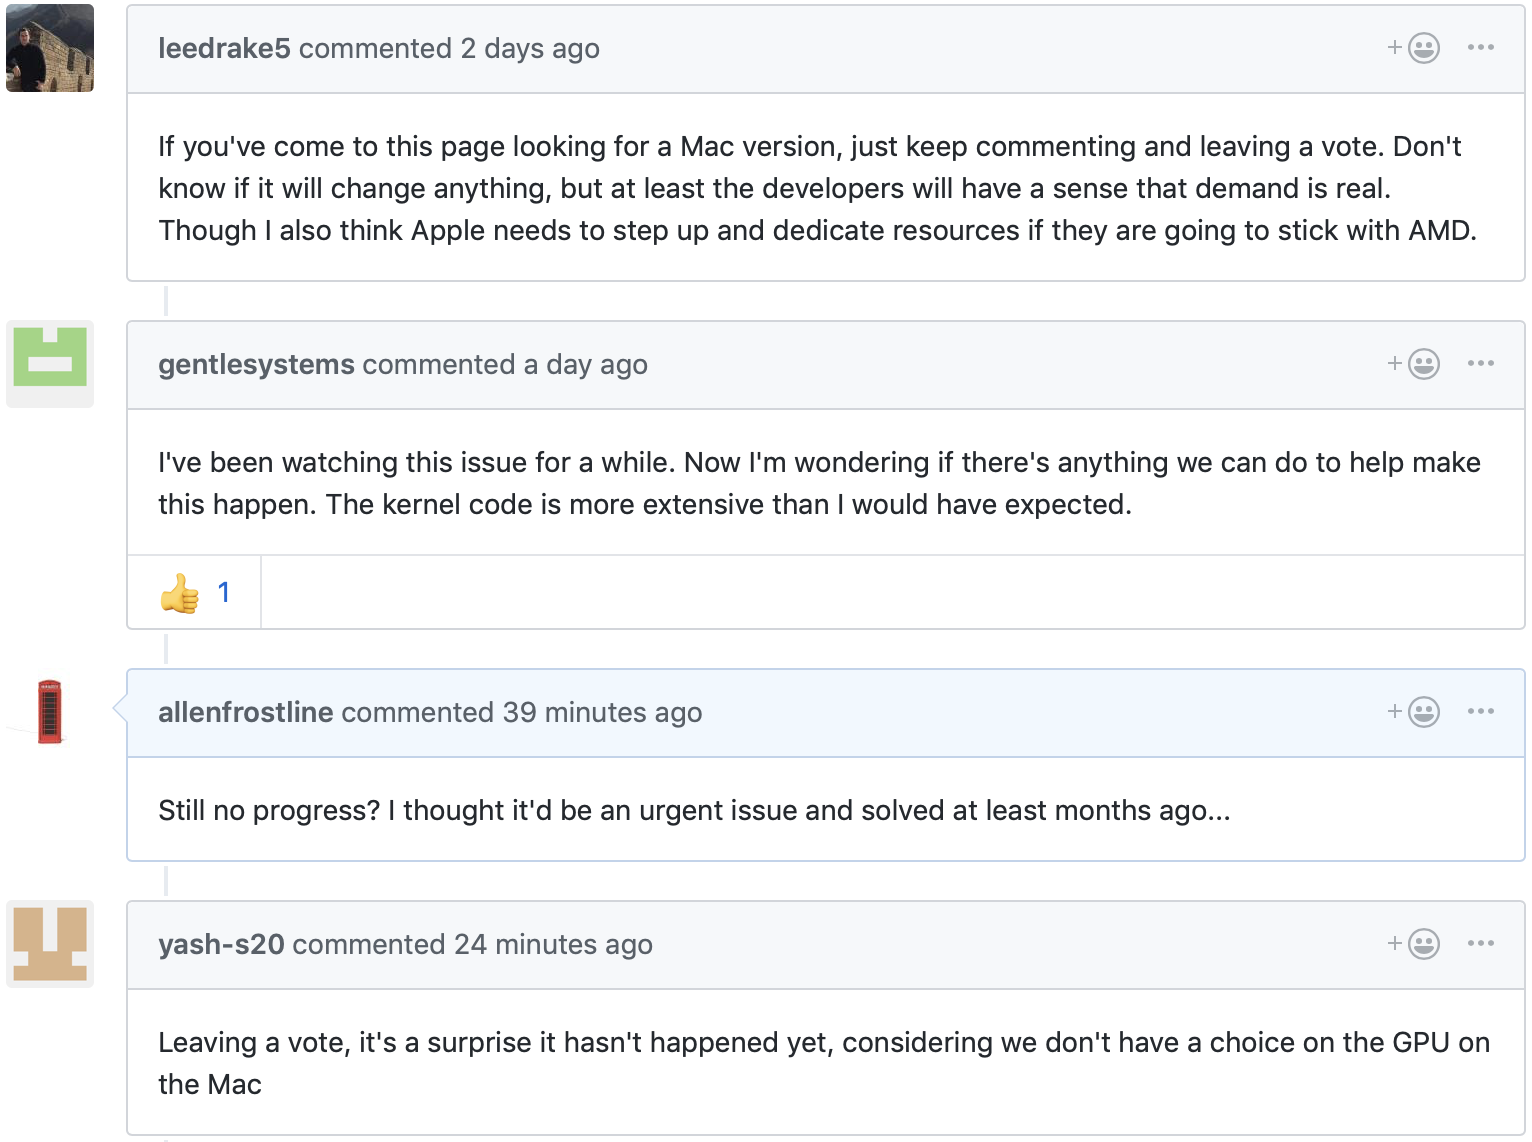 leedrake5 commented 2 days ago
If you've come to this page looking for a Mac version, just keep commenting and leaving a vote. Don't
know if it will change anything, but at least the developers will have a sense that demand is real.
Though I also think Apple needs to step up and dedicate resources if they are going to stick with AMD.
gentlesystems commented a day ago
I've been watching this issue for a while. Now I'm wondering if there's anything we can do to help make
this happen. The kernel code is more extensive than I would have expected.
👍 1
allenfrostline commented 39 minutes ago
Still no progress? I thought it'd be an urgent issue and solved at least months ago...
yash-s20 commented 24 minutes ago
Leaving a vote, it's a surprise it hasn't happened yet, considering we don't have a choice on the GPU on
the Mac